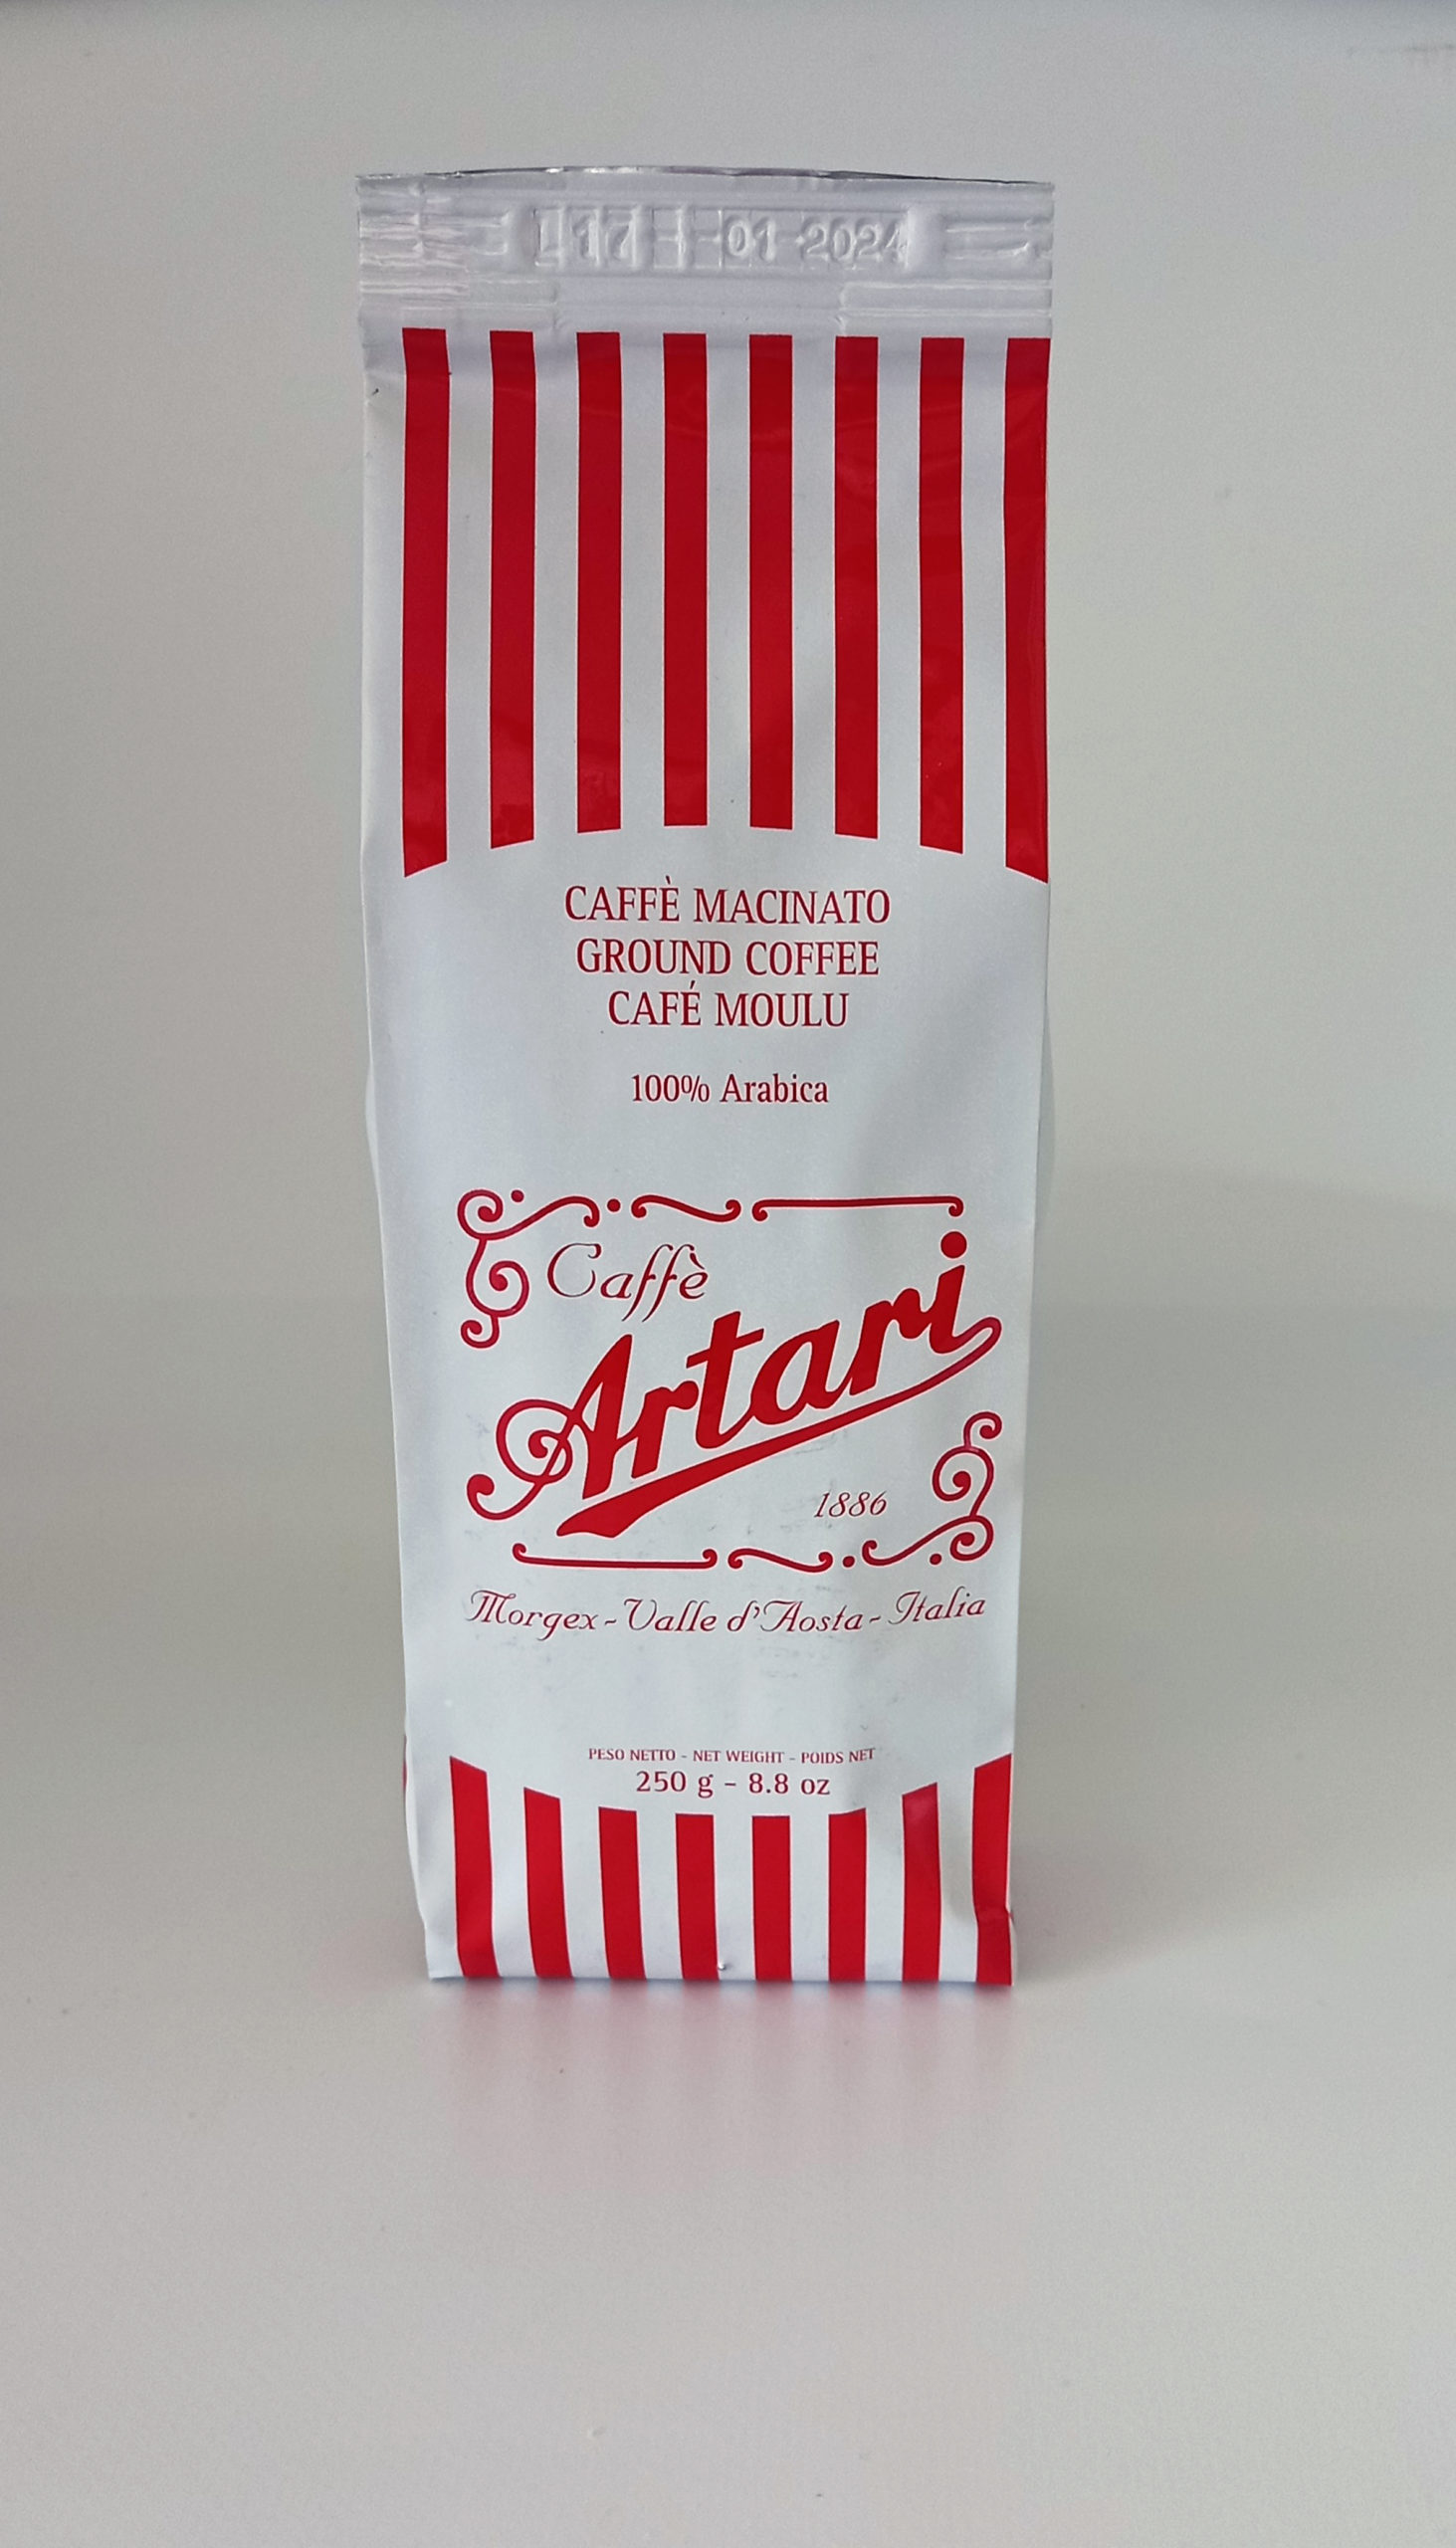 L17 01 2024
CAFFÈ MACINATO
GROUND COFFEE
CAFÉ MOULU
100% Arabica
Caffè
Artari
1886
Morgex - Valle d'Aosta - Italia
PESO NETTO - NET WEIGHT - POIDS NET
250 g - 8.8 oz